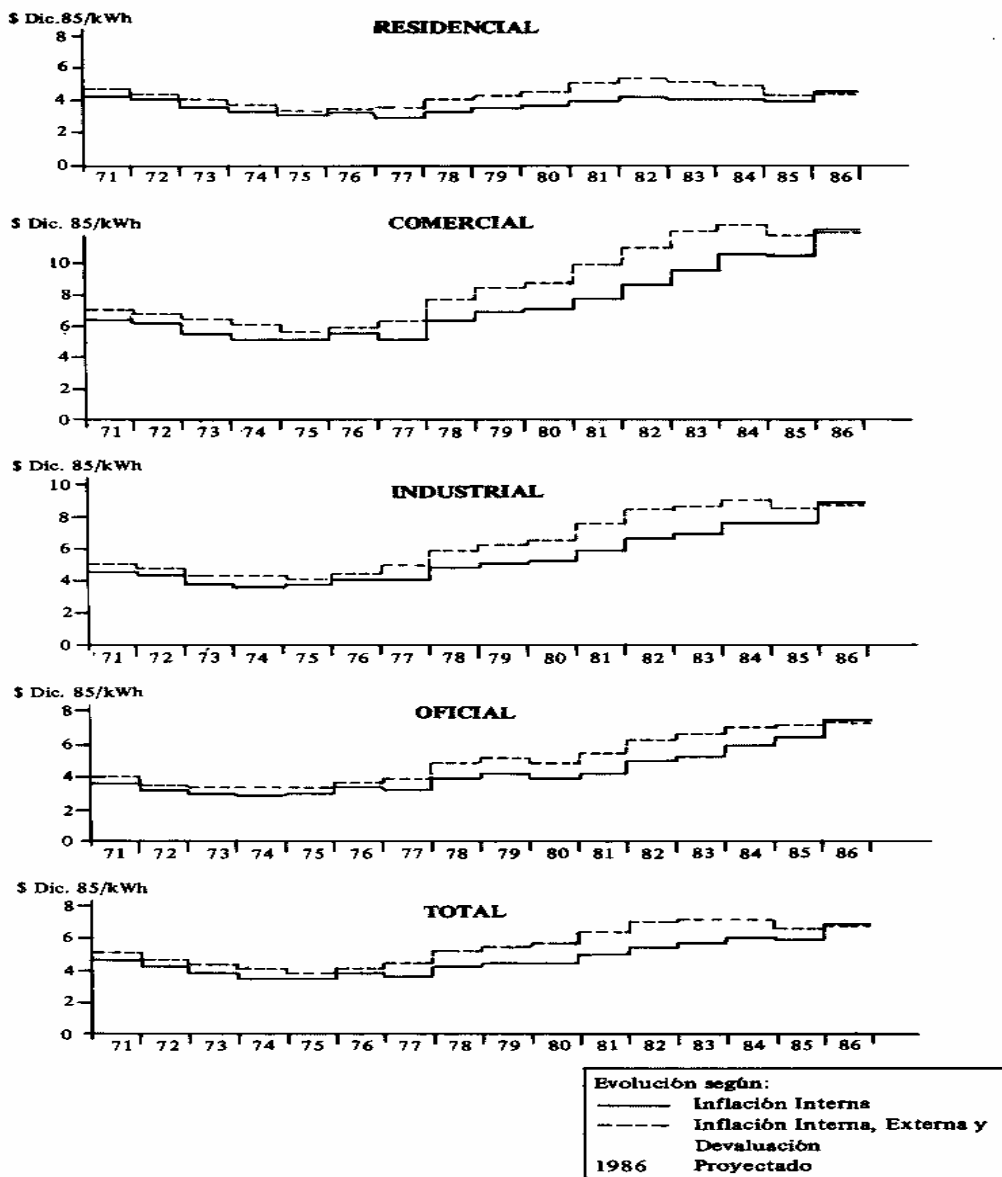 $ Dic.85/kWh
RESIDENCIAL
8
6
4
2
0
71 72 73 74 75 76 77 78 79 80 81 82 83 84 85 86
$ Dic. 85/kWh
COMERCIAL
10
8
6
4
2
0
71 72 73 74 75 76 77 78 79 80 81 82 83 84 85 86
$ Dic. 85/kWh
INDUSTRIAL
10
8
6
4
2
0
71 72 73 74 75 76 77 78 79 80 81 82 83 84 85 86
$ Dic. 85/kWh
OFICIAL
8
6
4
2
0
71 72 73 74 75 76 77 78 79 80 81 82 83 84 85 86
$ Dic. 85/kWh
TOTAL
8
6
4
2
0
71 72 73 74 75 76 77 78 79 80 81 82 83 84 85 86
Evolución según:
Inflación Interna
Inflación Interna, Externa y
Devaluación
1986 Proyectado